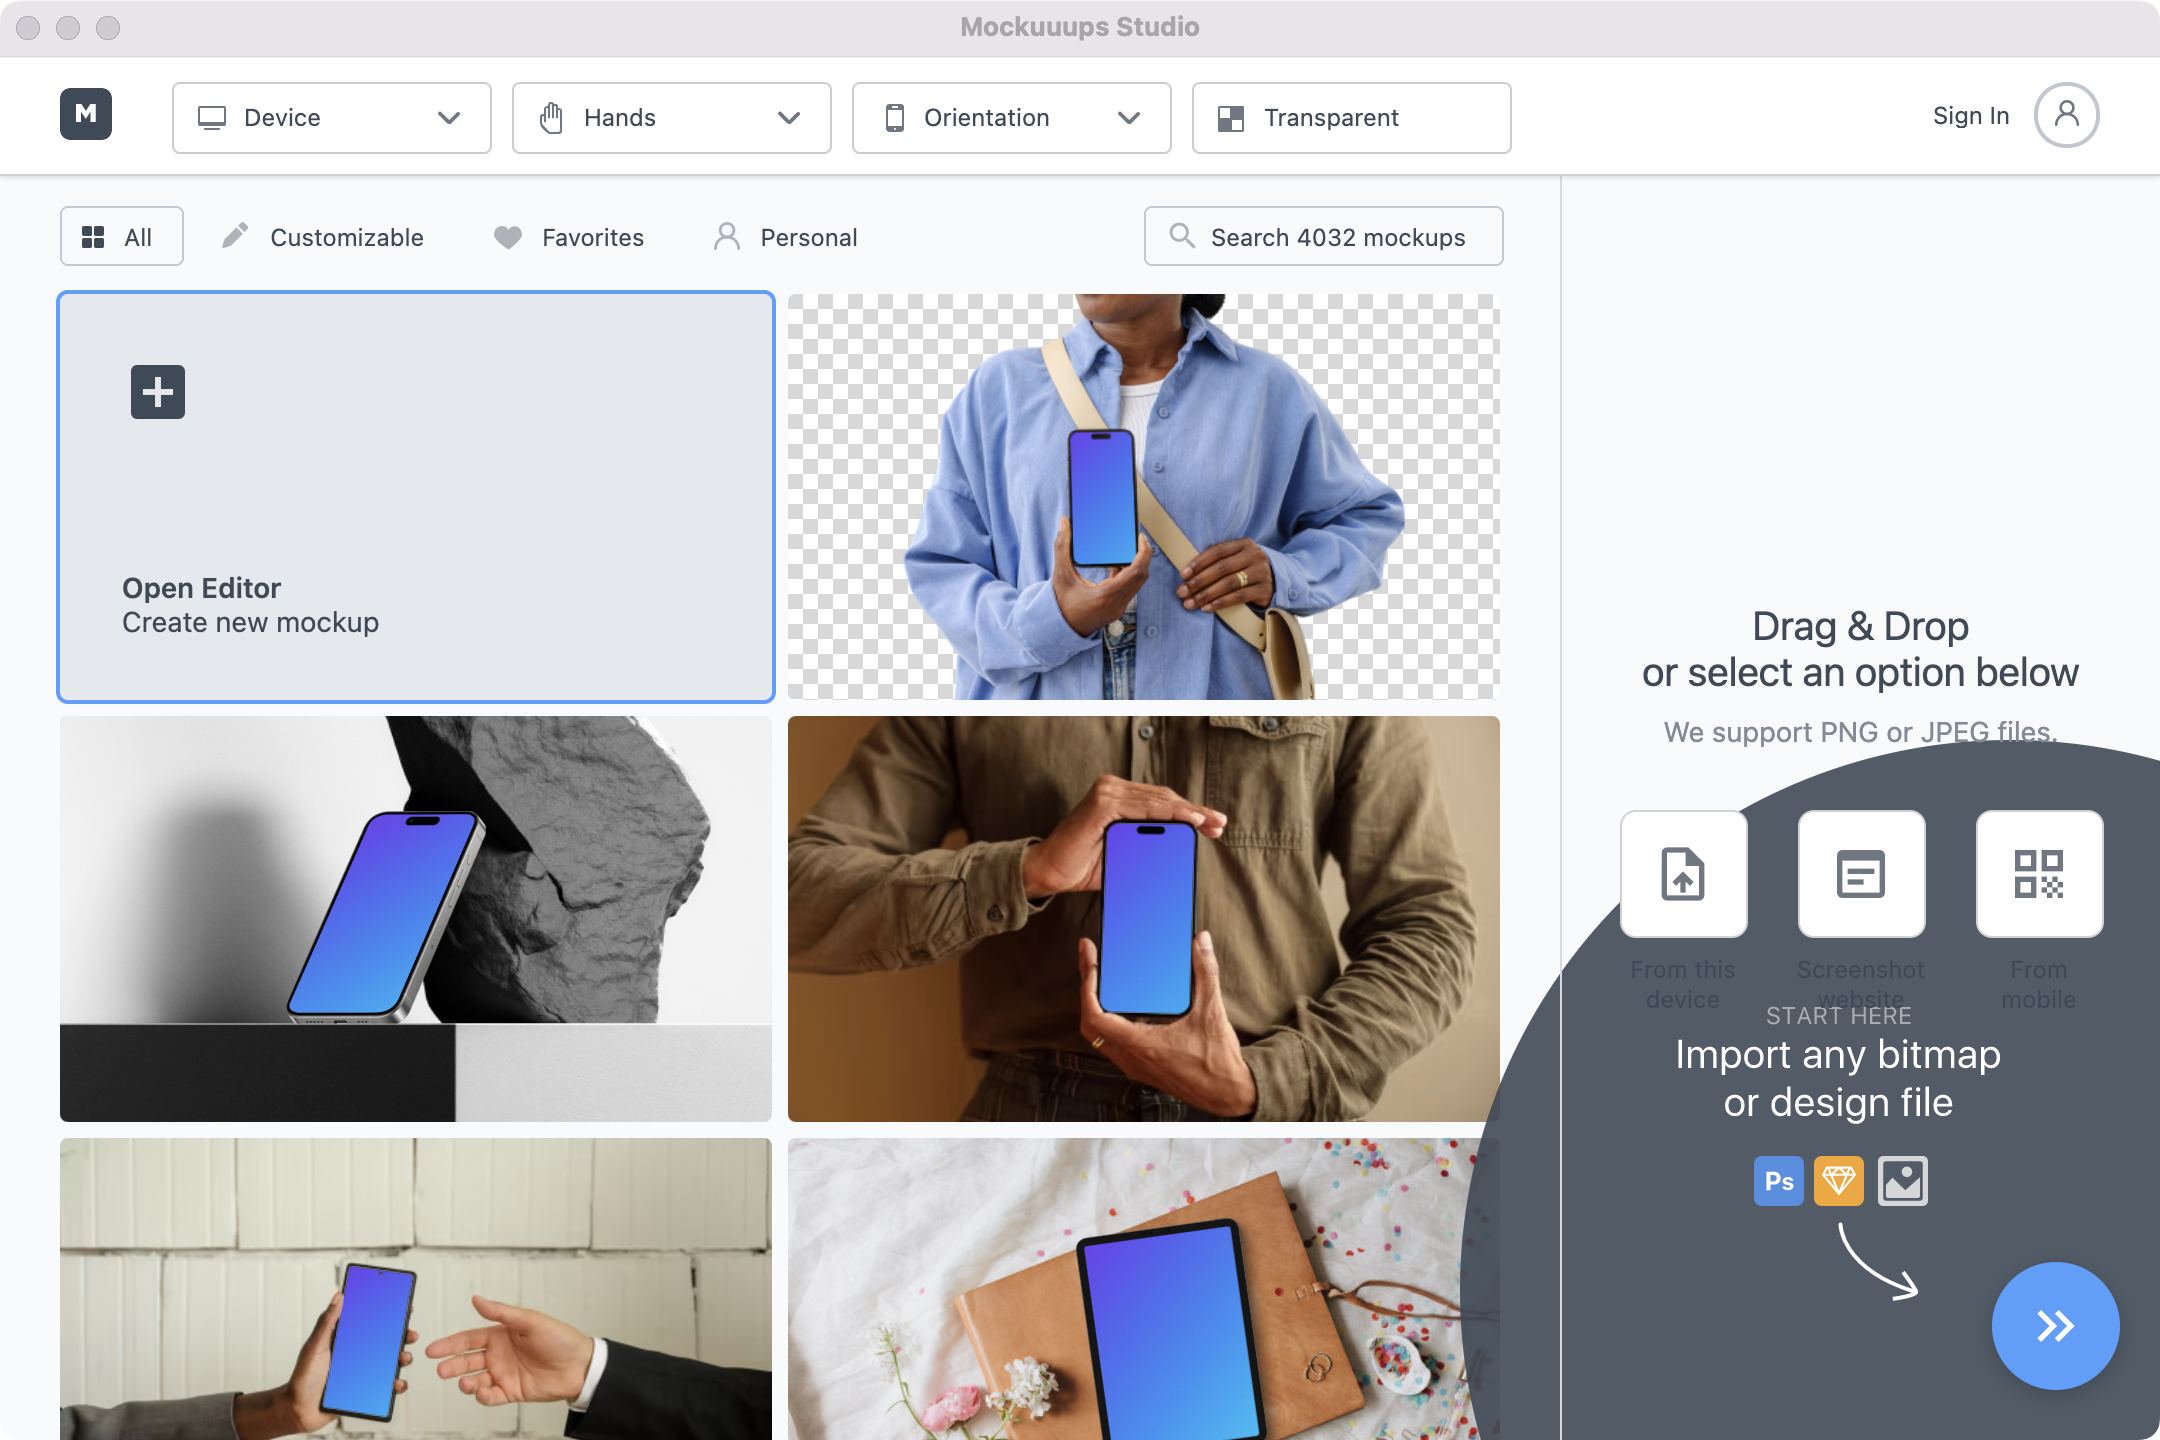 Mockuuups Studio
M
Device
Hands
Orientation
Transparent
Sign In
All
Customizable
Favorites
Personal
Search 4032 mockups
Open Editor
Create new mockup
Drag & Drop
or select an option below
We support PNG or JPEG files.
From this
device
Screenshot
website
From
mobile
START HERE
Import any bitmap
or design file
Ps